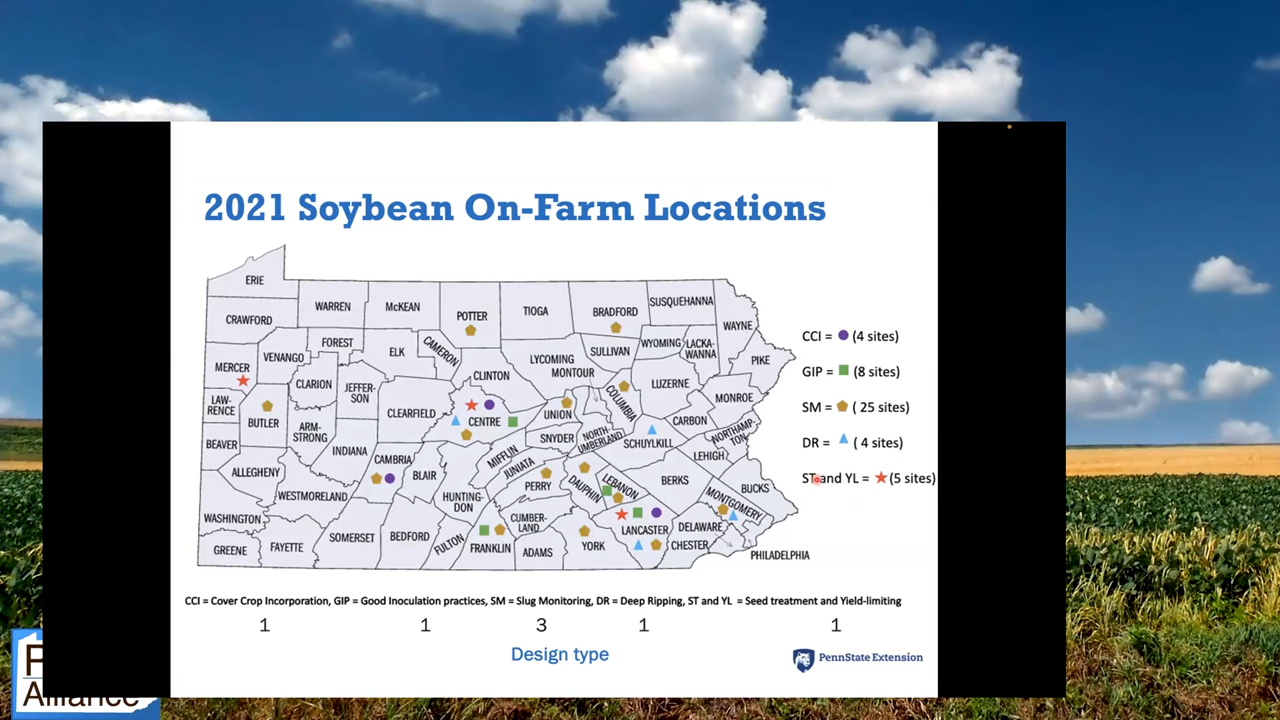 2021 Soybean On-Farm Locations
ERIE
CRAWFORD
WARREN
McKEAN
POTTER
TIOGA
BRADFORD
SUSQUEHANNA
WAYNE
MERCER
VENANGO
FOREST
ELK
CAMERON
CLINTON
LYCOMING
MONTOUR
SULLIVAN
WYOMING
LACKA-
WANNA
PIKE
LAW-
RENCE
BUTLER
CLARION
JEFFER-
SON
CLEARFIELD
CENTRE
UNION
COLUMBIA
LUZERNE
MONROE
BEAVER
ARM-
STRONG
INDIANA
CAMBRIA
BLAIR
MIFFLIN
JUNIATA
SNYDER
NORTH-
UMBERLAND
SCHUYLKILL
CARBON
NORTHAMP-
TON
LEHIGH
ALLEGHENY
WESTMORELAND
HUNTING-
DON
PERRY
DAUPHIN
LEBANON
BERKS
BUCKS
MONTGOMERY
WASHINGTON
GREENE
FAYETTE
SOMERSET
BEDFORD
FULTON
FRANKLIN
CUMBER-
LAND
ADAMS
YORK
LANCASTER
CHESTER
DELAWARE
PHILADELPHIA
CCI = (4 sites)
GIP = (8 sites)
SM = ( 25 sites)
DR = ( 4 sites)
ST and YL = (5 sites)
CCI = Cover Crop Incorporation, GIP = Good Inoculation practices, SM = Slug Monitoring, DR = Deep Ripping, ST and YL = Seed treatment and Yield-limiting
1 1 3 1 1
Design type
PennState Extension
Alliance